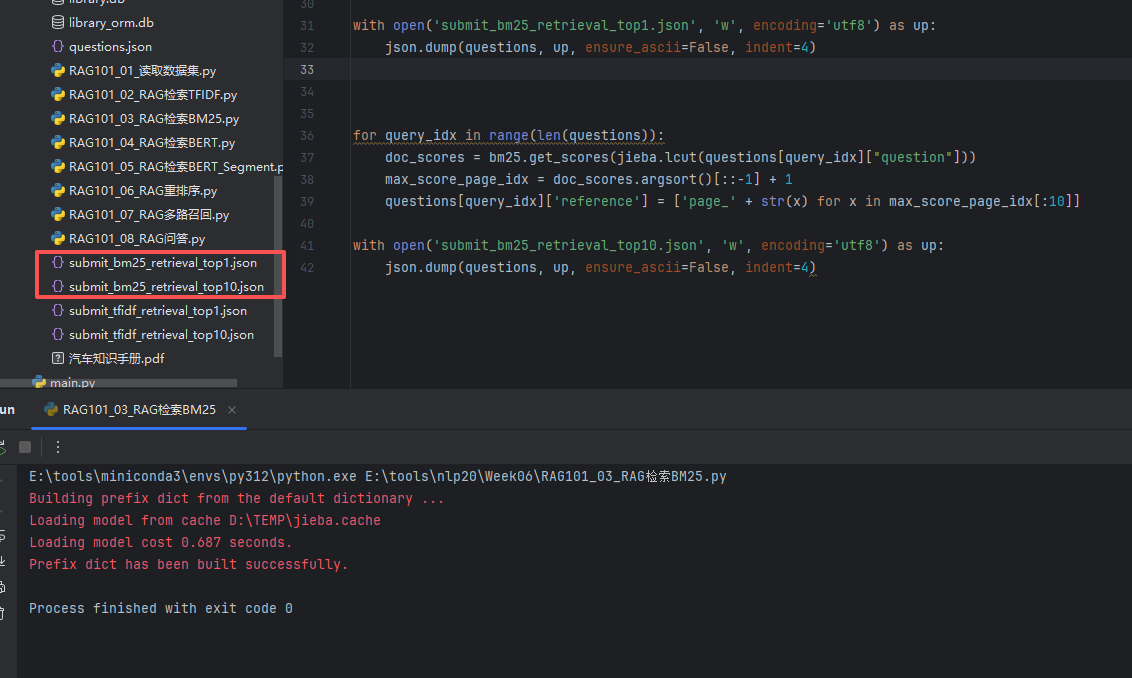 library.db
library_orm.db
questions.json
RAG101_01_读取数据集.py
RAG101_02_RAG检索TFIDF.py
RAG101_03_RAG检索BM25.py
RAG101_04_RAG检索BERT.py
RAG101_05_RAG检索BERT_Segment.p
RAG101_06_RAG重排序.py
RAG101_07_RAG多路召回.py
RAG101_08_RAG问答.py
submit_bm25_retrieval_top1.json
submit_bm25_retrieval_top10.json
submit_tfidf_retrieval_top1.json
submit_tfidf_retrieval_top10.json
汽车知识手册.pdf
main.py
30
31 with open('submit_bm25_retrieval_top1.json', 'w', encoding='utf8') as up:
32 json.dump(questions, up, ensure_ascii=False, indent=4)
33
34
35
36 for query_idx in range(len(questions)):
37 doc_scores = bm25.get_scores(jieba.lcut(questions[query_idx]["question"]))
38 max_score_page_idx = doc_scores.argsort()[::-1] + 1
39 questions[query_idx]['reference'] = ['page_' + str(x) for x in max_score_page_idx[:10]]
40
41 with open('submit_bm25_retrieval_top10.json', 'w', encoding='utf8') as up:
42 json.dump(questions, up, ensure_ascii=False, indent=4)
un RAG101_03_RAG检索BM25 ×
E:\tools\miniconda3\envs\py312\python.exe E:\tools\nlp20\Week06\RAG101_03_RAG检索BM25.py
Building prefix dict from the default dictionary ...
Loading model from cache D:\TEMP\jieba.cache
Loading model cost 0.687 seconds.
Prefix dict has been built successfully.
Process finished with exit code 0